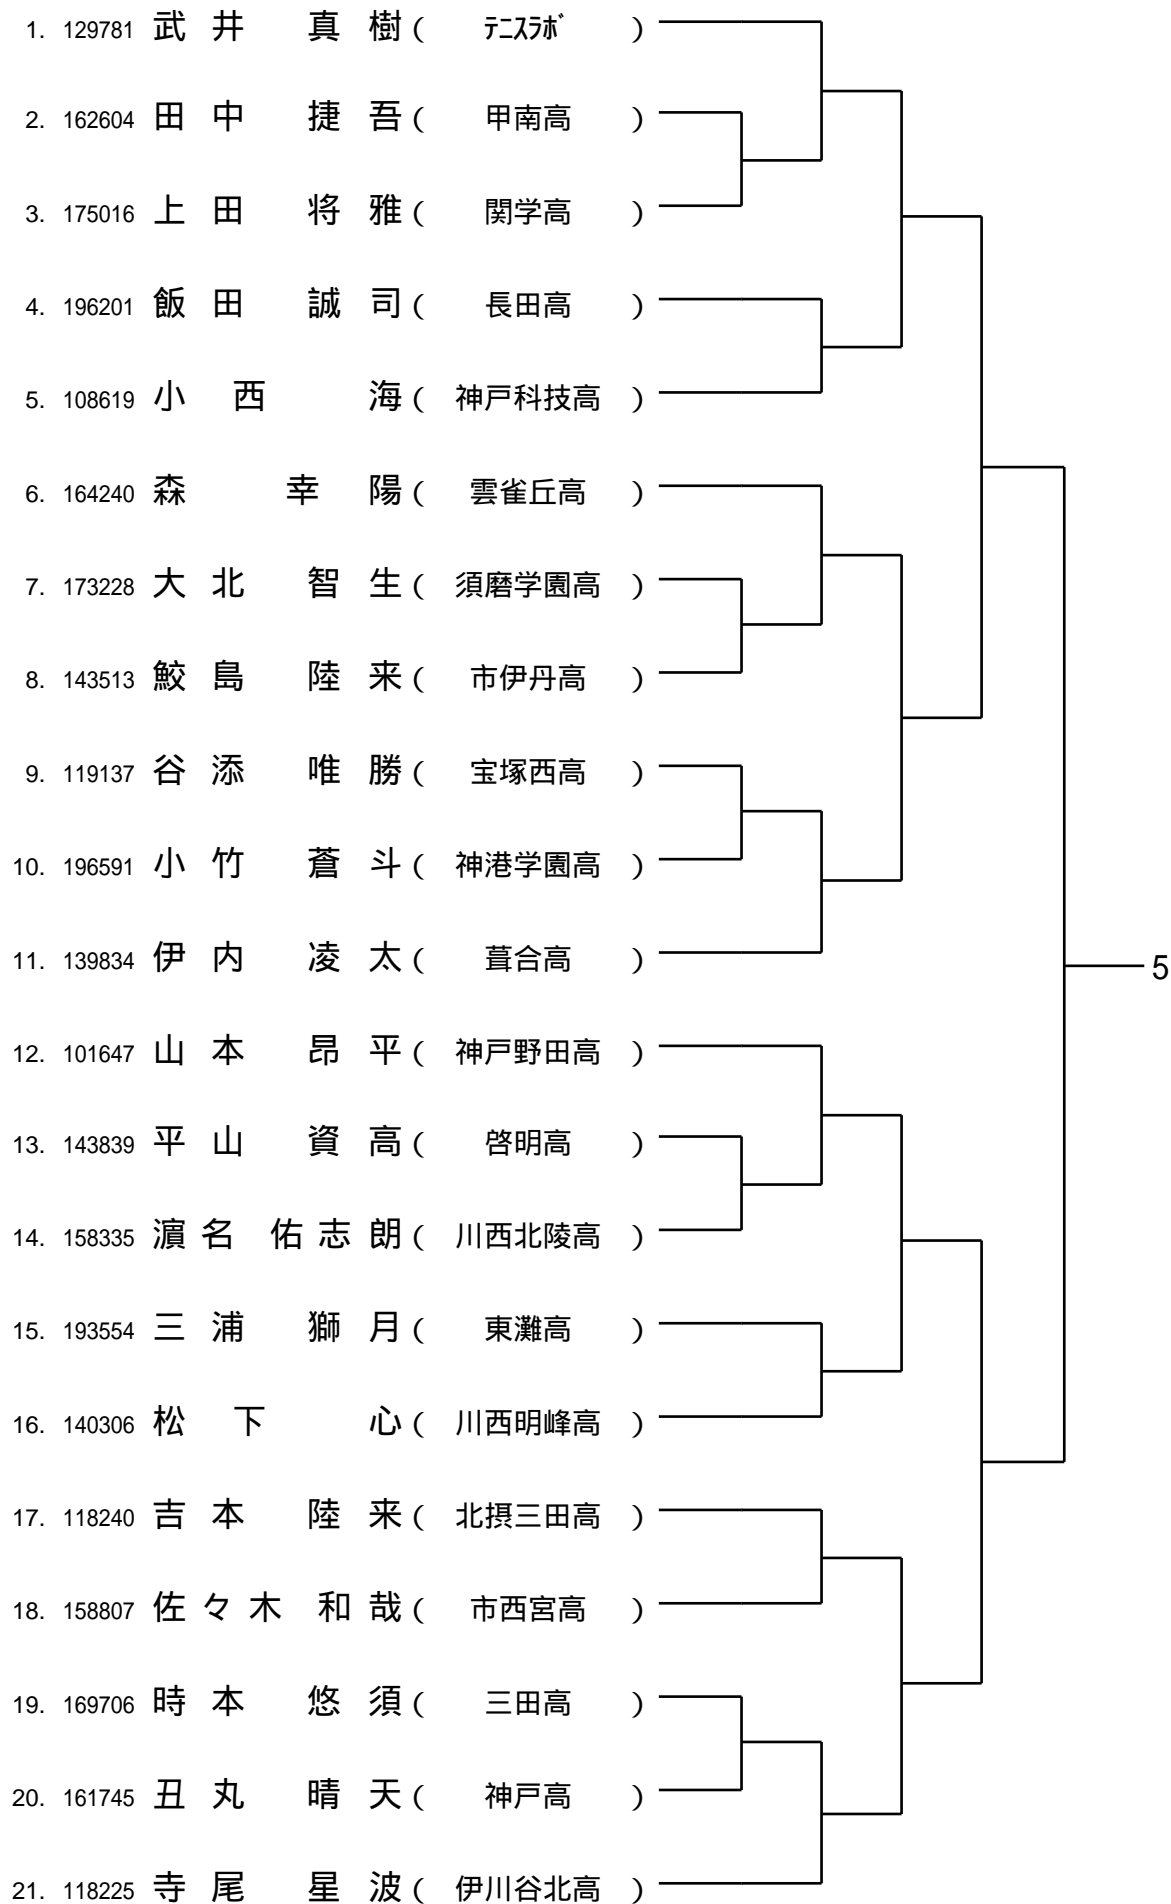 1. 129781 武井 真樹 ( ﾃﾆｽﾗﾎﾞ )
2. 162604 田中 捷吾 ( 甲南高 )
3. 175016 上田 将雅 ( 関学高 )
4. 196201 飯田 誠司 ( 長田高 )
5. 108619 小西 海 ( 神戸科技高 )
6. 164240 森 幸陽 ( 雲雀丘高 )
7. 173228 大北 智生 ( 須磨学園高 )
8. 143513 鮫島 陸来 ( 市伊丹高 )
9. 119137 谷添 唯勝 ( 宝塚西高 )
10. 196591 小竹 蒼斗 ( 神港学園高 )
11. 139834 伊内 凌太 ( 葺合高 )
5
12. 101647 山本 昂平 ( 神戸野田高 )
13. 143839 平山 資高 ( 啓明高 )
14. 158335 濵名 佑志朗 ( 川西北陵高 )
15. 193554 三浦 獅月 ( 東灘高 )
16. 140306 松下 心 ( 川西明峰高 )
17. 118240 吉本 陸来 ( 北摂三田高 )
18. 158807 佐々木 和哉 ( 市西宮高 )
19. 169706 時本 悠須 ( 三田高 )
20. 161745 丑丸 晴天 ( 神戸高 )
21. 118225 寺尾 星波 ( 伊川谷北高 )